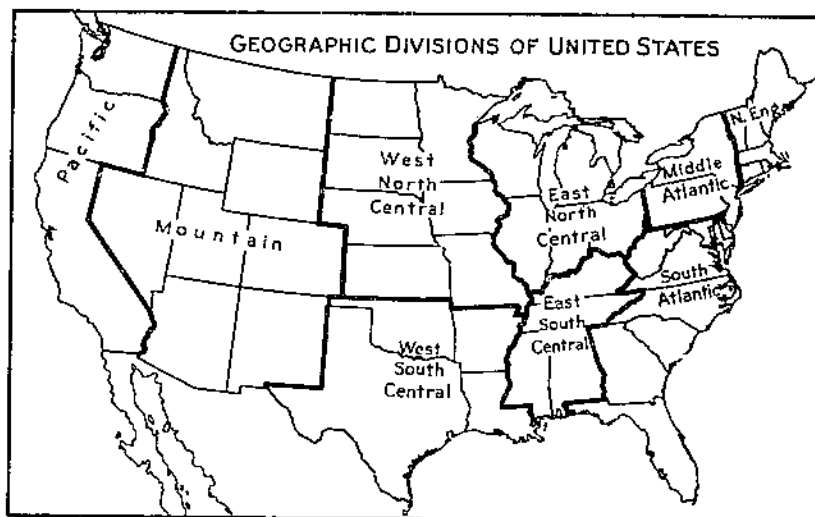 GEOGRAPHIC DIVISIONS OF UNITED STATES
Pacific
Mountain
West
North
Central
East
North
Central
N. Eng.
Middle
Atlantic
South
Atlantic
East
South
Central
West
South
Central